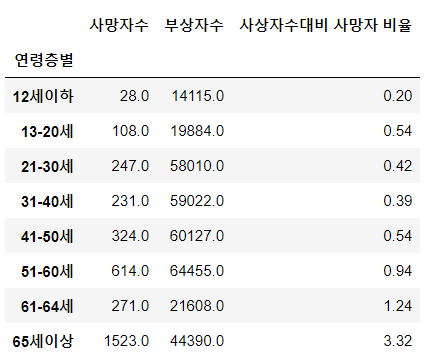 사망자수 부상자수 사상자수대비 사망자 비율
연령층별
12세이하 28.0 14115.0 0.20
13-20세 108.0 19884.0 0.54
21-30세 247.0 58010.0 0.42
31-40세 231.0 59022.0 0.39
41-50세 324.0 60127.0 0.54
51-60세 614.0 64455.0 0.94
61-64세 271.0 21608.0 1.24
65세이상 1523.0 44390.0 3.32